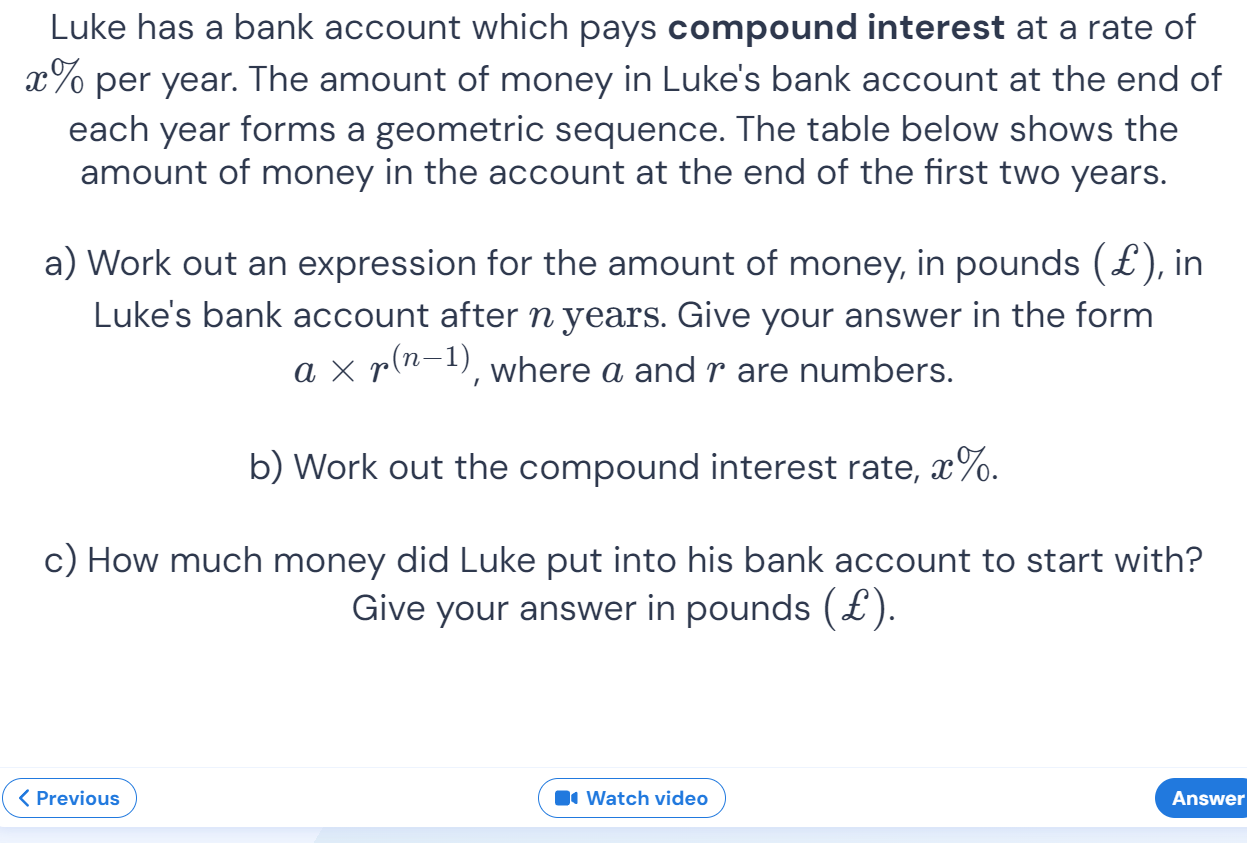 Luke has a bank account which pays compound interest at a rate of
x% per year. The amount of money in Luke's bank account at the end of
each year forms a geometric sequence. The table below shows the
amount of money in the account at the end of the first two years.
a) Work out an expression for the amount of money, in pounds (£), in
Luke's bank account after n years. Give your answer in the form
a × r^(n−1), where a and r are numbers.
b) Work out the compound interest rate, x%.
c) How much money did Luke put into his bank account to start with?
Give your answer in pounds (£).
< Previous
Watch video
Answer